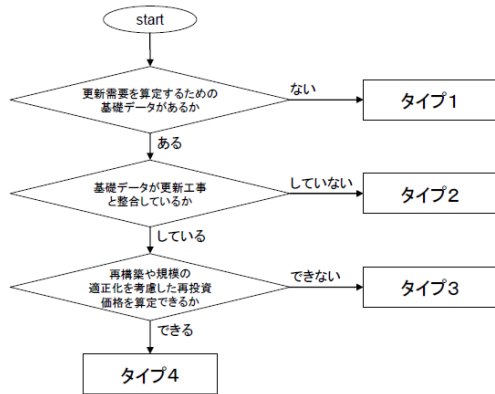 start
更新需要を算定するための
基礎データがあるか
ない
タイプ１
ある
基礎データが更新工事
と整合しているか
していない
タイプ２
している
再構築や規模の
適正化を考慮した再投資
価格を算定できるか
できない
タイプ３
できる
タイプ４